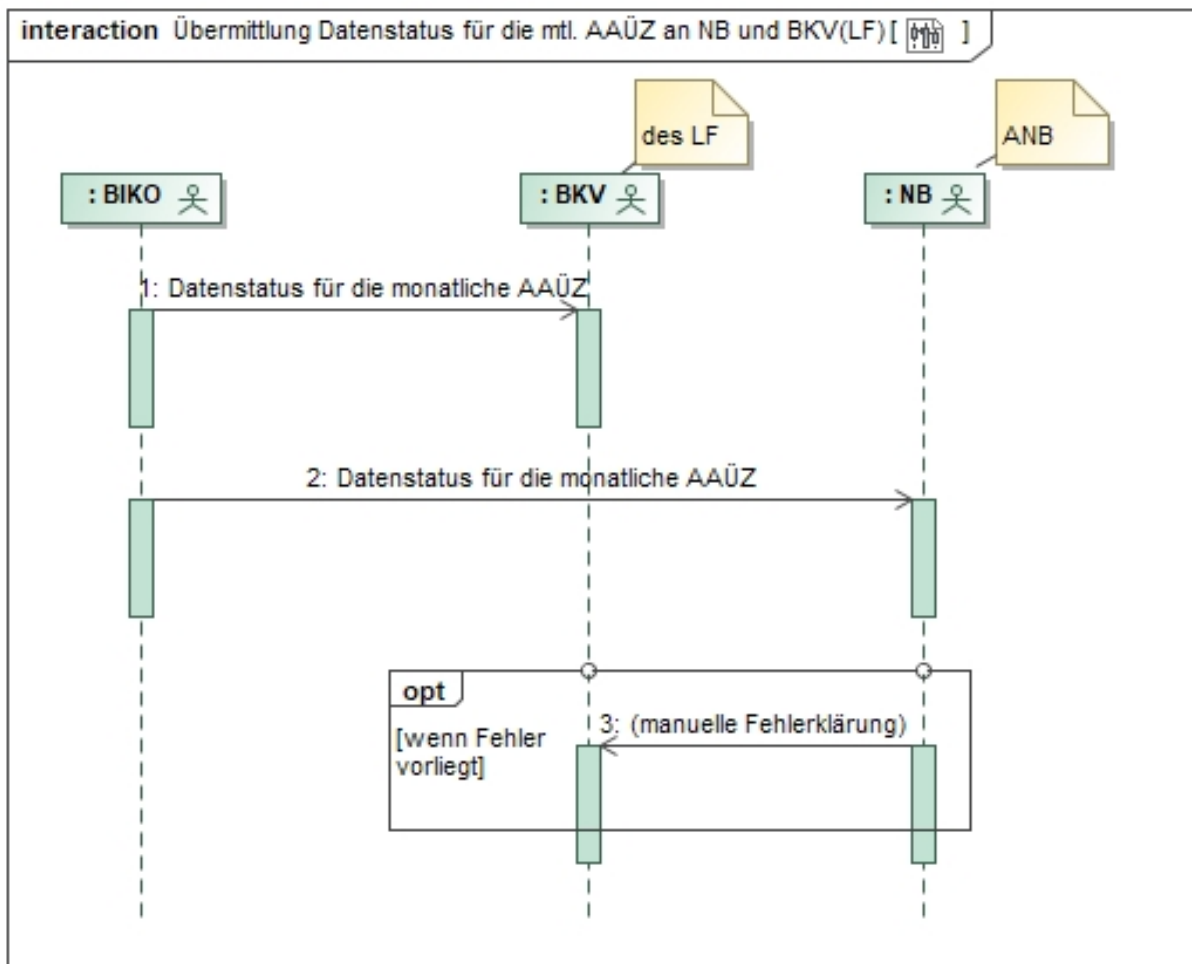 interaction Übermittlung Datenstatus für die mtl. AAÜZ an NB und BKV(LF)[ ]
des LF
ANB
: BIKO
: BKV
: NB
1: Datenstatus für die monatliche AAÜZ
2: Datenstatus für die monatliche AAÜZ
opt
3: (manuelle Fehlerklärung)
[wenn Fehler
vorliegt]